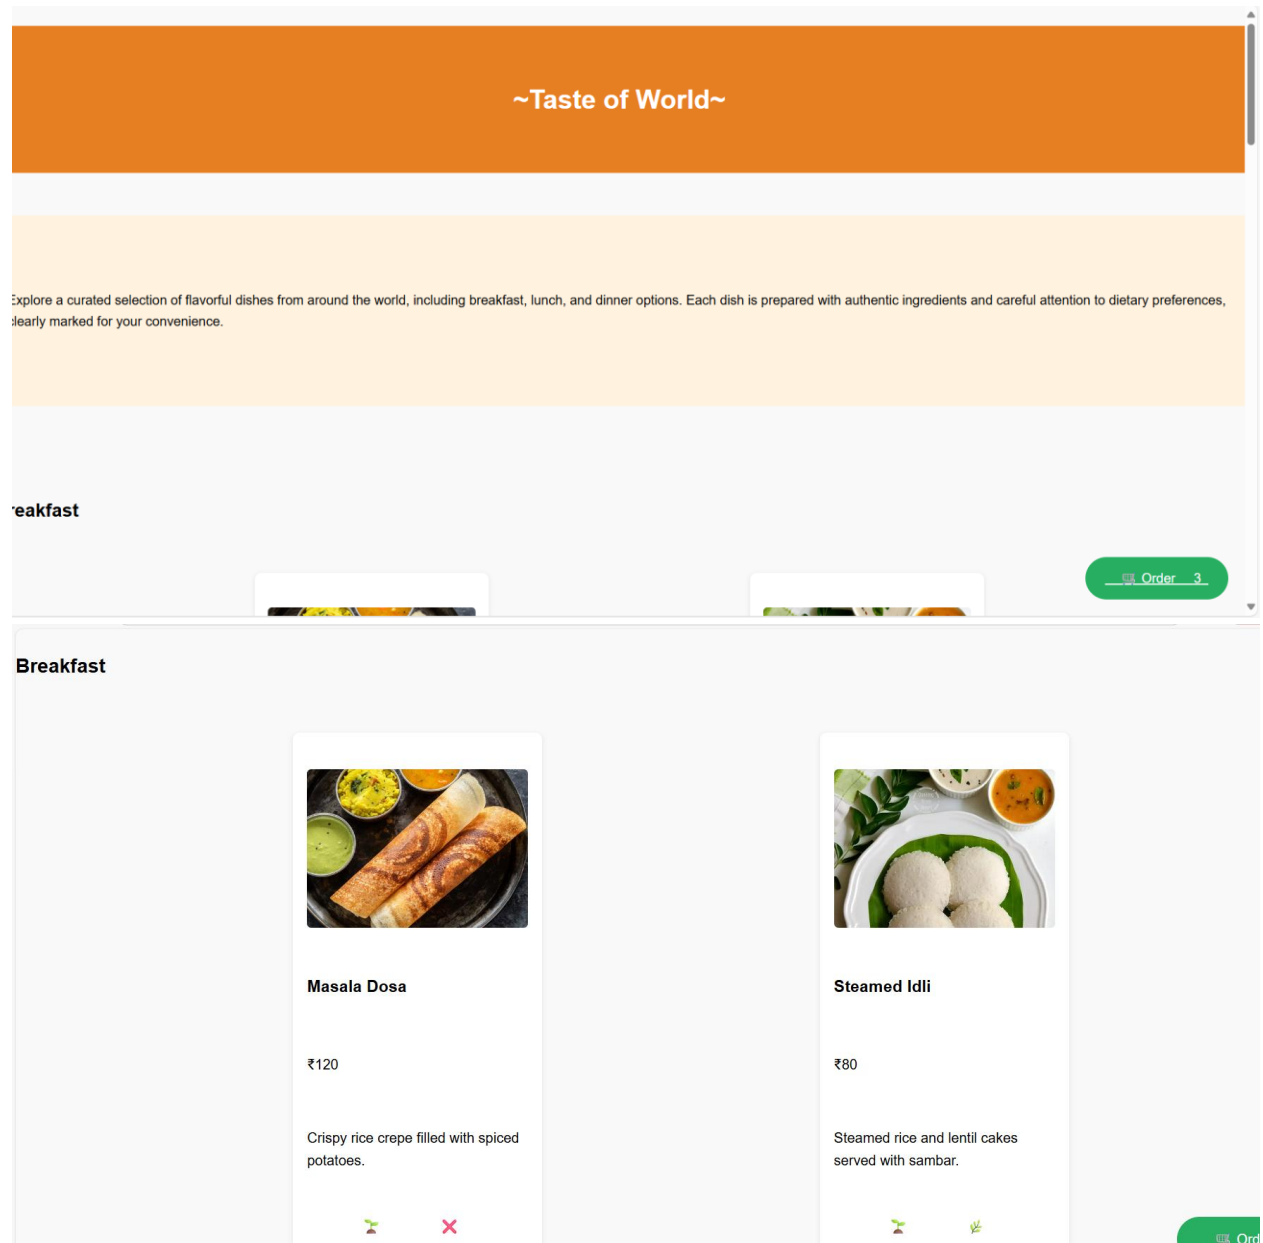 ~Taste of World~
Explore a curated selection of flavorful dishes from around the world, including breakfast, lunch, and dinner options. Each dish is prepared with authentic ingredients and careful attention to dietary preferences,
clearly marked for your convenience.
reakfast
Order 3
Breakfast
Masala Dosa
Steamed Idli
₹120
₹80
Crispy rice crepe filled with spiced
potatoes.
Steamed rice and lentil cakes
served with sambar.
Ord